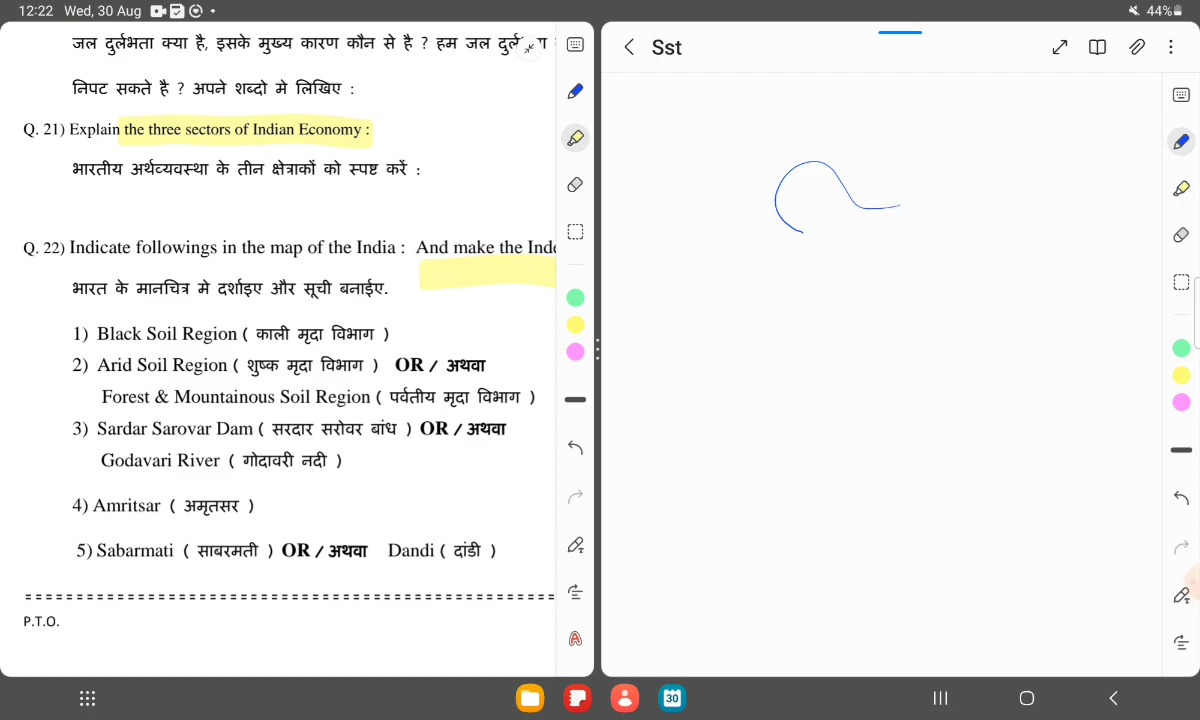 12:22 Wed, 30 Aug
44%
जल दुर्लभता क्या है, इसके मुख्य कारण कौन से है ? हम जल
निपट सकते है ? अपने शब्दो मे लिखिए :
Q. 21) Explain the three sectors of Indian Economy :
भारतीय अर्थव्यवस्था के तीन क्षेत्राकों को स्पष्ट करें :
Q. 22) Indicate followings in the map of the India : And make the Inde
भारत के मानचित्र मे दर्शाइए और सूची बनाईए.
1) Black Soil Region ( काली मृदा विभाग )
2) Arid Soil Region ( शुष्क मृदा विभाग ) OR / अथवा
Forest & Mountainous Soil Region ( पर्वतीय मृदा विभाग )
3) Sardar Sarovar Dam ( सरदार सरोवर बांध ) OR / अथवा
Godavari River ( गोदावरी नदी )
4) Amritsar ( अमृतसर )
5) Sabarmati ( साबरमती ) OR / अथवा Dandi ( दांडी )
P.T.O.
Sst
30